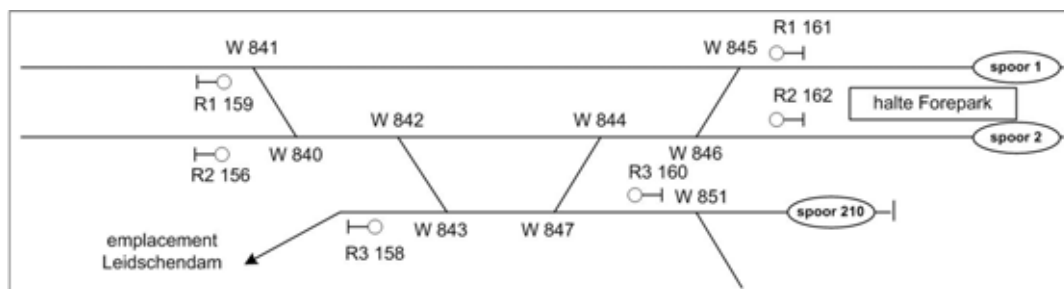 R1 161
W 841
W 845
spoor 1
R1 159
R2 162
halte Forepark
W 842
W 844
W 840
W 846
spoor 2
R2 156
R3 160
W 851
spoor 210
emplacement
Leidschendam
R3 158
W 843
W 847